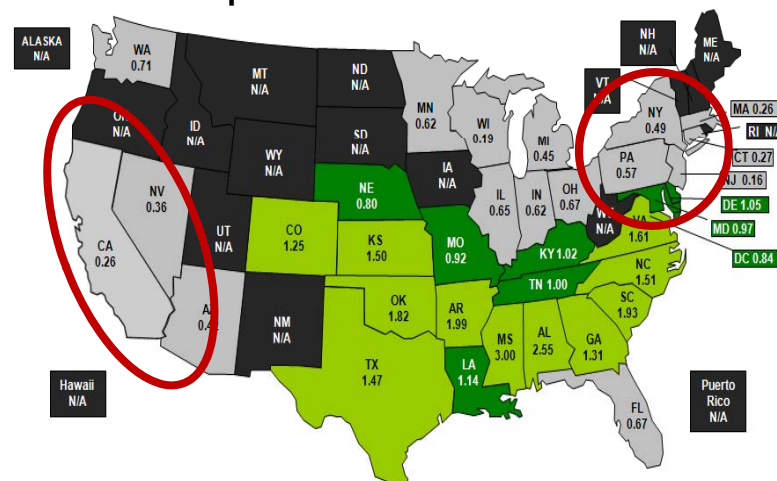 ALASKA
N/A
WA
0.71
OR
N/A
ID
N/A
MT
N/A
ND
N/A
SD
N/A
WY
N/A
NE
0.80
MN
0.62
WI
0.19
MI
0.45
IA
N/A
IL
0.65
IN
0.62
OH
0.67
NH
N/A
VT
N/A
ME
N/A
NY
0.49
PA
0.57
MA 0.26
RI N/
CT 0.27
NJ 0.16
DE 1.05
MD 0.97
DC 0.84
N/A
VA
1.61
CA
0.26
NV
0.36
UT
N/A
CO
1.25
KS
1.50
MO
0.92
KY 1.02
TN 1.00
NC
1.51
SC
1.93
NM
N/A
OK
1.82
AR
1.99
MS
3.00
AL
2.55
GA
1.31
TX
1.47
LA
1.14
FL
0.67
Hawaii
N/A
Puerto
Rico
N/A